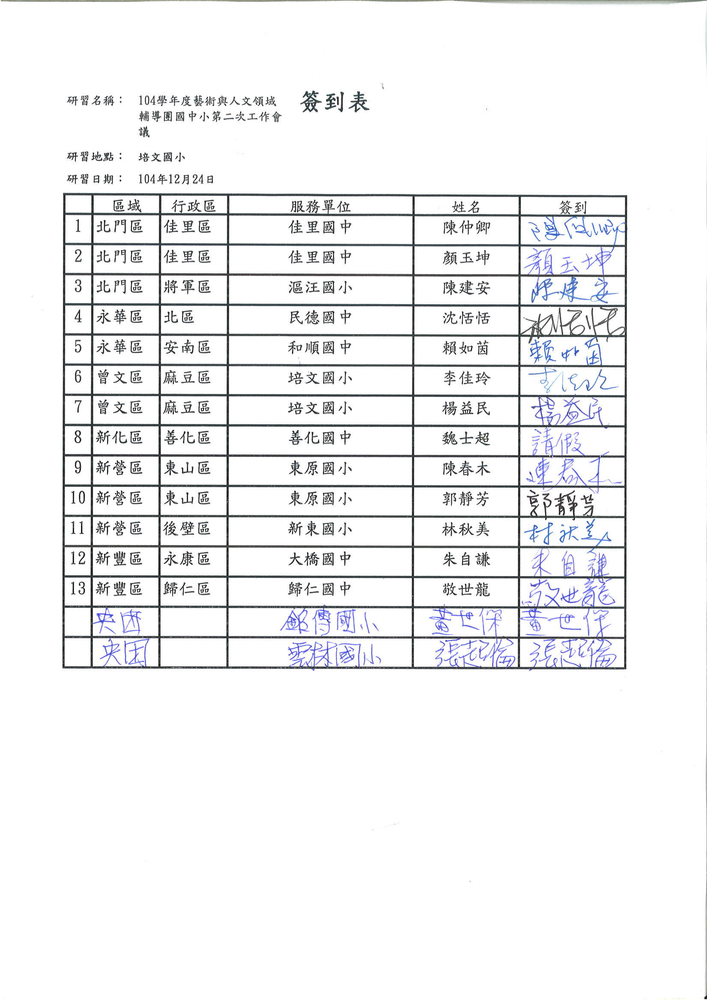 簽到表
研習名稱： 104學年度藝術與人文領域
輔導團國中小第二次工作會
議
研習地點： 培文國小
研習日期： 104年12月24日
區域 行政區 服務單位 姓名 簽到
1 北門區 佳里區 佳里國中 陳仲卿 陳仲卿
2 北門區 佳里區 佳里國中 顏玉坤 顏玉坤
3 北門區 將軍區 漚汪國小 陳建安 陳建安
4 永華區 北區 民德國中 沈恬恬 沈恬恬
5 永華區 安南區 和順國中 賴如茵 賴如茵
6 曾文區 麻豆區 培文國小 李佳玲 李佳玲
7 曾文區 麻豆區 培文國小 楊益民 楊益民
8 新化區 善化區 善化國中 魏士超 請假
9 新營區 東山區 東原國小 陳春木 陳春木
10 新營區 東山區 東原國小 郭靜芳 郭靜芳
11 新營區 後壁區 新東國小 林秋美 林秋美
12 新豐區 永康區 大橋國中 朱自謙 朱自謙
13 新豐區 歸仁區 歸仁國中 敬世龍 敬世龍
央團 銘傳國小 黃世傑 黃世傑
央團 雲林國小 張起倫 張起倫